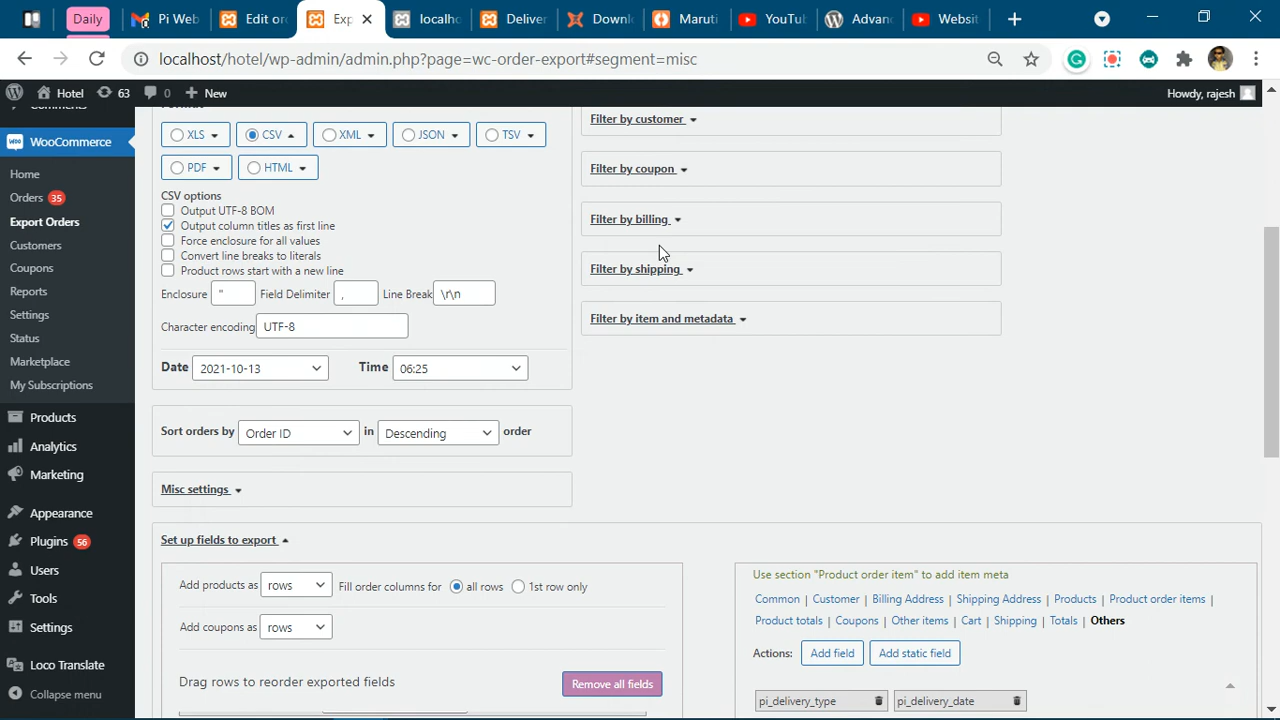 Daily
Pi Web
Edit or
Exp
localho
Deliver
Downl
Maruti
YouTu
Advan
Websit
localhost/hotel/wp-admin/admin.php?page=wc-order-export#segment=misc
Hotel 63 0 New Howdy, rajesh
Comments
WooCommerce
Home
Orders 35
Export Orders
Customers
Coupons
Reports
Settings
Status
Marketplace
My Subscriptions
Products
Analytics
Marketing
Appearance
Plugins 56
Users
Tools
Settings
Loco Translate
Collapse menu
Format
XLS CSV XML JSON TSV
PDF HTML
CSV options
Output UTF-8 BOM
Output column titles as first line
Force enclosure for all values
Convert line breaks to literals
Product rows start with a new line
Enclosure " Field Delimiter , Line Break \r\n
Character encoding UTF-8
Date 2021-10-13 Time 06:25
Sort orders by Order ID in Descending order
Misc settings
Filter by customer
Filter by coupon
Filter by billing
Filter by shipping
Filter by item and metadata
Set up fields to export
Add products as rows Fill order columns for all rows 1st row only
Add coupons as rows
Drag rows to reorder exported fields Remove all fields
Use section "Product order item" to add item meta
Common | Customer | Billing Address | Shipping Address | Products | Product order items |
Product totals | Coupons | Other items | Cart | Shipping | Totals | Others
Actions: Add field Add static field
pi_delivery_type pi_delivery_date